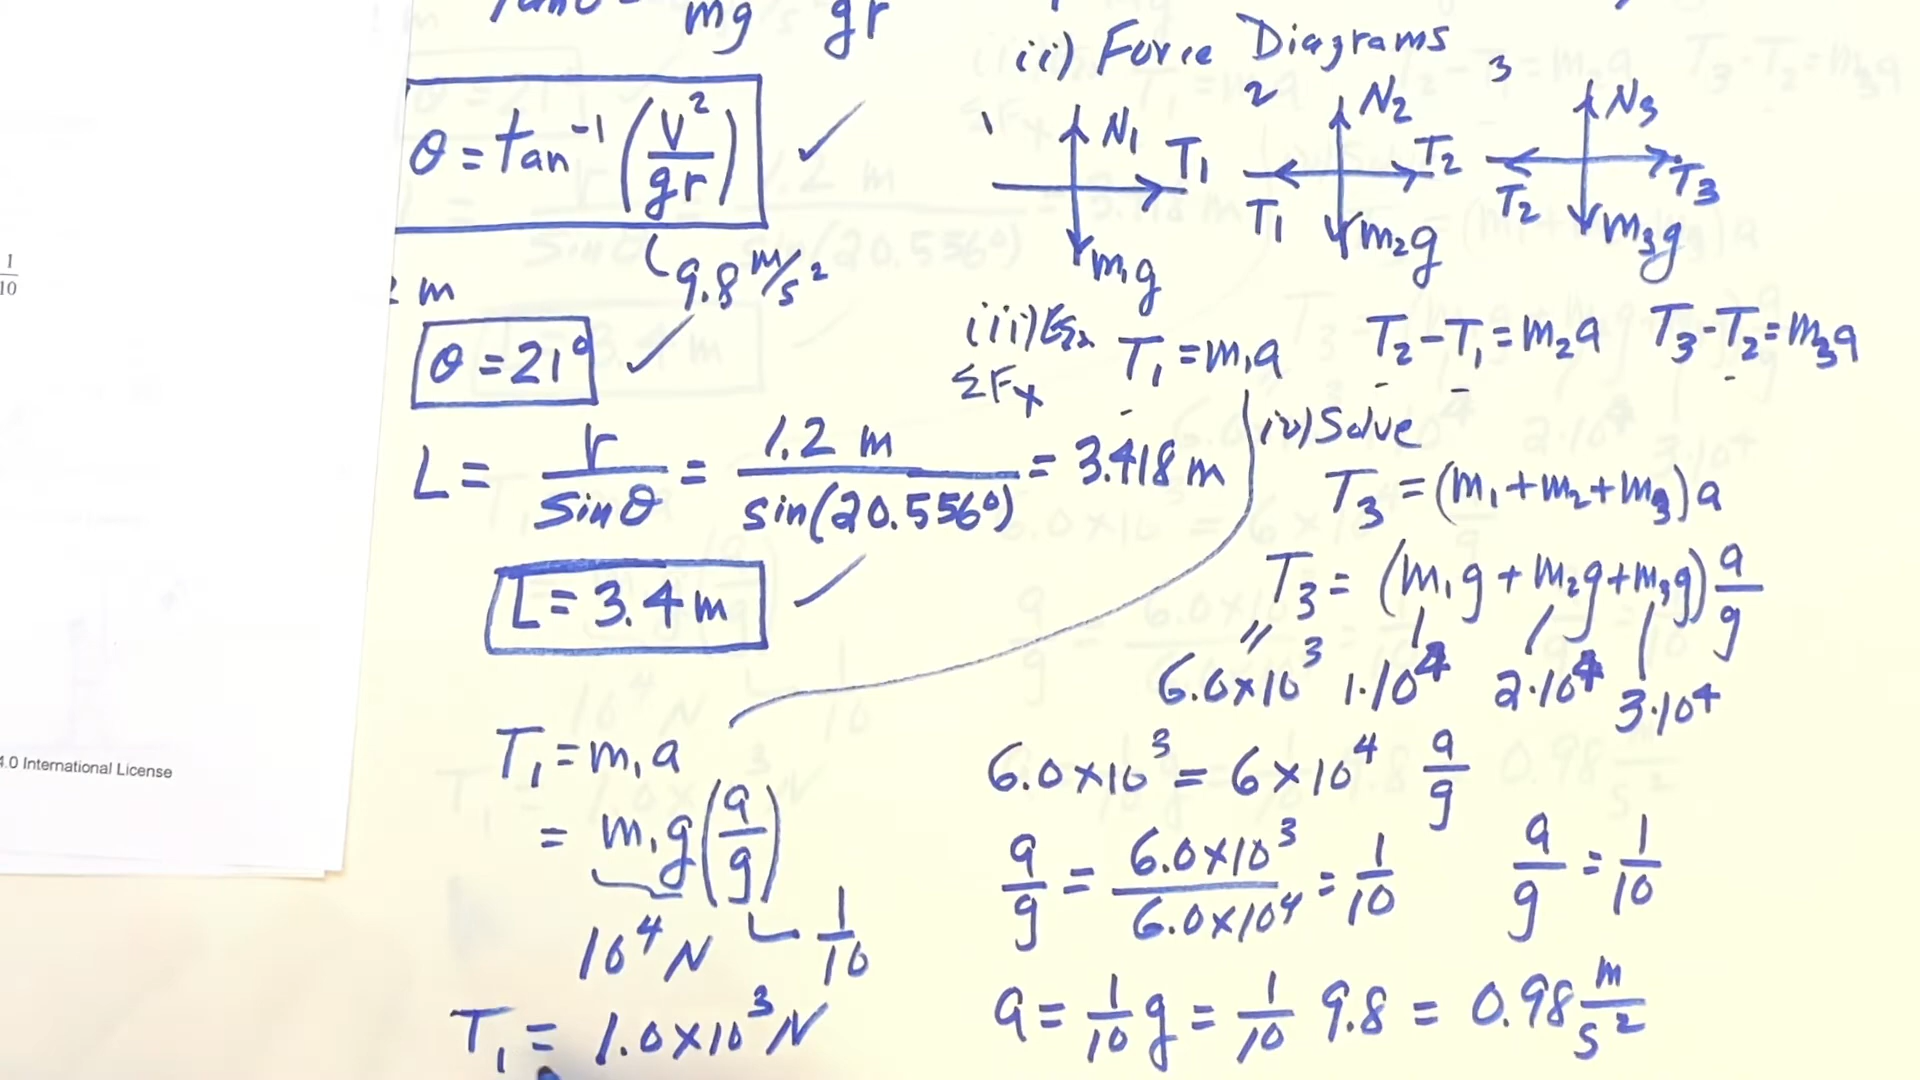 mg gr
θ = tan⁻¹ (v²/gr)
9.8 m/s²
1/10
m
θ = 21°
L = r/sinθ = 1.2 m/sin(20.556°) = 3.418 m
L = 3.4 m
4.0 International License
ii) Force Diagrams
1 N₁ T₁ m₁g
2 N₂ T₂ T₁ m₂g
3 N₃ T₃ T₂ m₃g
iii) Eqn
ΣFx T₁ = m₁a T₂ - T₁ = m₂a T₃ - T₂ = m₃a
iv) Solve
T₃ = (m₁ + m₂ + m₃)a
T₃ = (m₁g + m₂g + m₃g) a/g
6.0×10³ 1·10⁴ 2·10⁴ 3·10⁴
6.0×10³ = 6×10⁴ a/g
a/g = 6.0×10³/6.0×10⁴ = 1/10 a/g = 1/10
a = 1/10 g = 1/10 9.8 = 0.98 m/s²
T₁ = m₁a
= m₁g (a/g)
10⁴ N 1/10
T₁ = 1.0×10³ N